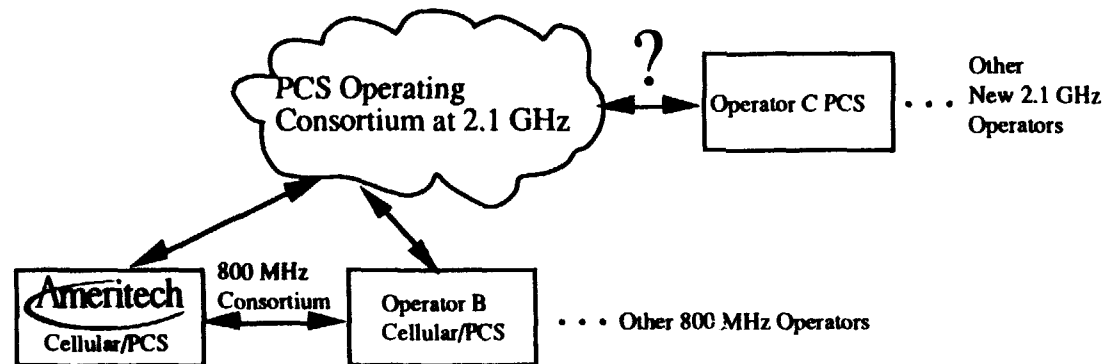 ?
PCS Operating
Consortium at 2.1 GHz
Operator C PCS
· · ·
Other
New 2.1 GHz
Operators
Ameritech
Cellular/PCS
800 MHz
Consortium
Operator B
Cellular/PCS
· · · Other 800 MHz Operators